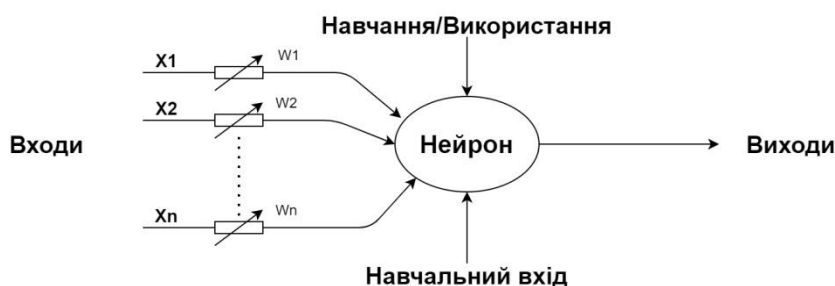 Навчання/Використання
X1
W1
X2
W2
Входи
Нейрон
Виходи
Xn
Wn
Навчальний вхід